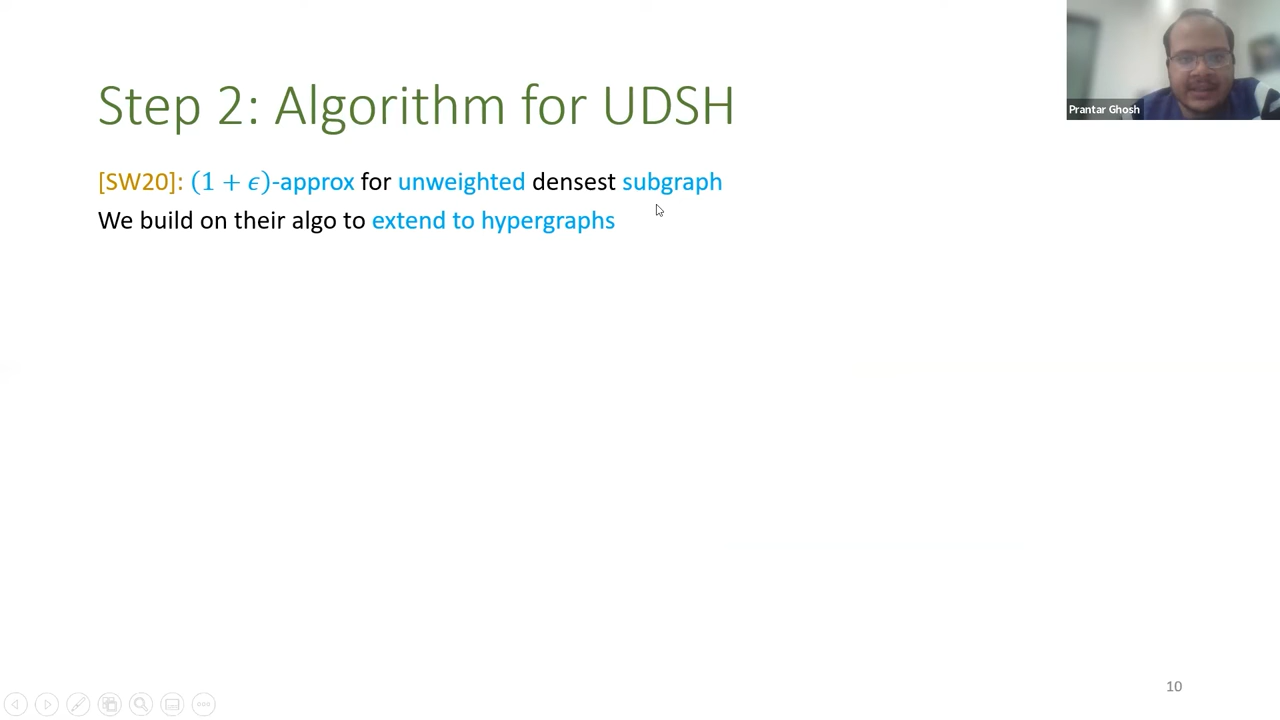 Prantar Ghosh
Step 2: Algorithm for UDSH
[SW20]: (1 + ϵ)-approx for unweighted densest subgraph
We build on their algo to extend to hypergraphs
10